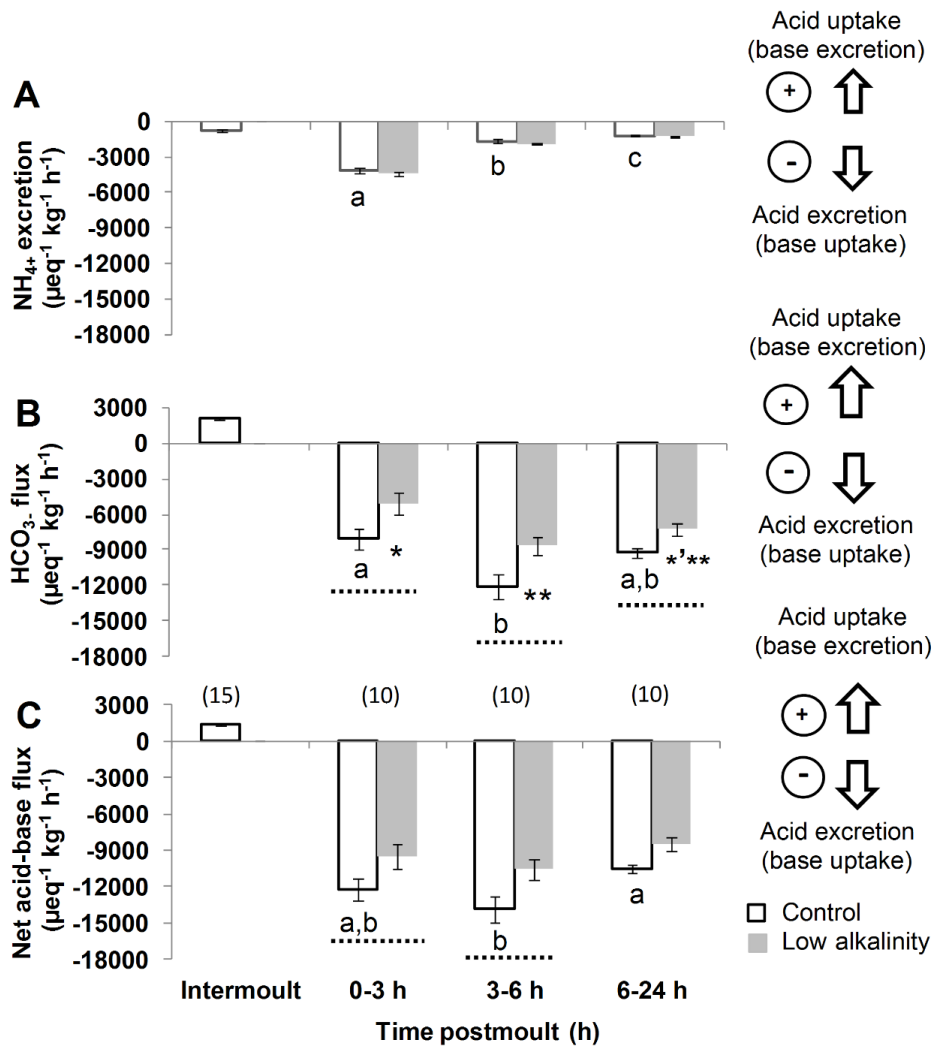 A
NH4+ excretion
(µeq-1 kg-1 h-1)
0
-3000
-6000
-9000
-12000
-15000
-18000
a
b
c
Acid uptake
(base excretion)
+
-
Acid excretion
(base uptake)
B
HCO3- flux
(µeq-1 kg-1 h-1)
3000
0
-3000
-6000
-9000
-12000
-15000
-18000
a
*
b
**
a,b
*,**
Acid uptake
(base excretion)
+
-
Acid excretion
(base uptake)
C
Net acid-base flux
(µeq-1 kg-1 h-1)
3000
0
-3000
-6000
-9000
-12000
-15000
-18000
(15)
(10)
(10)
(10)
a,b
b
a
Acid uptake
(base excretion)
+
-
Acid excretion
(base uptake)
Control
Low alkalinity
Intermoult
0-3 h
3-6 h
6-24 h
Time postmoult (h)